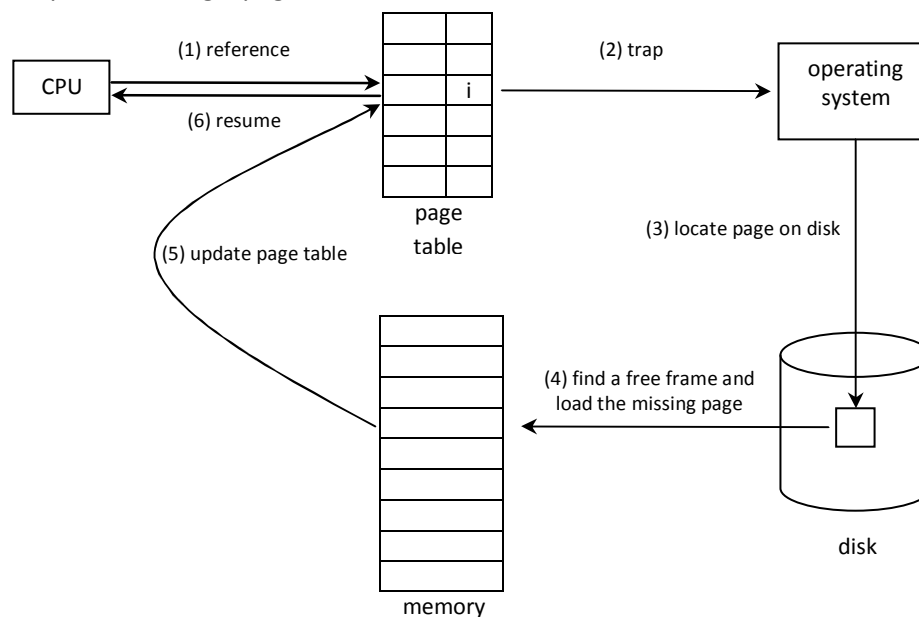 (1) reference
(2) trap
CPU
i
operating
system
(6) resume
page
table
(3) locate page on disk
(5) update page table
(4) find a free frame and
load the missing page
disk
memory